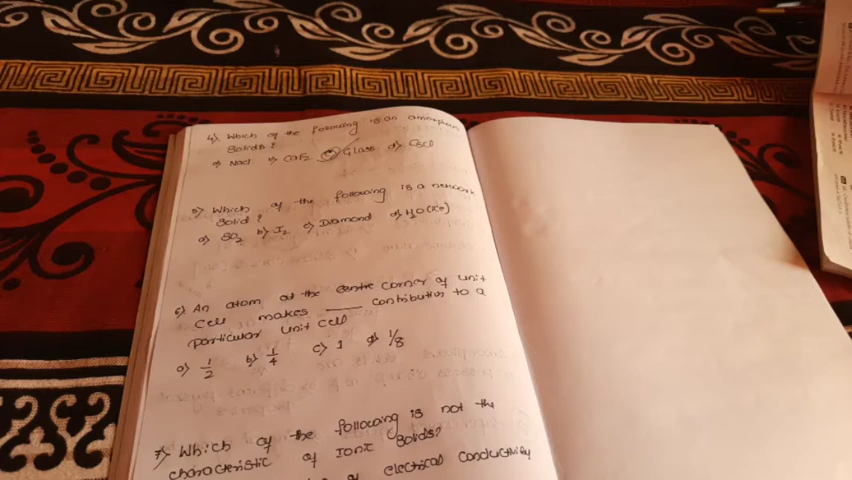 4) Which of the following is an amorphous
Solids?
a) Nacl b) CaF2 c) Glass d) CsCl
5) Which of the following is a network
Solid?
a) SO2 b) I2 c) Diamond d) H2O (Ice)
6) An atom at the centre corner of unit
cell makes ____ contribution to a
particular unit cell
a) 1/2 b) 1/4 c) 1 d) 1/8
7) Which of the following is not the
characteristic of Ionic Solids?
of electrical conductivity